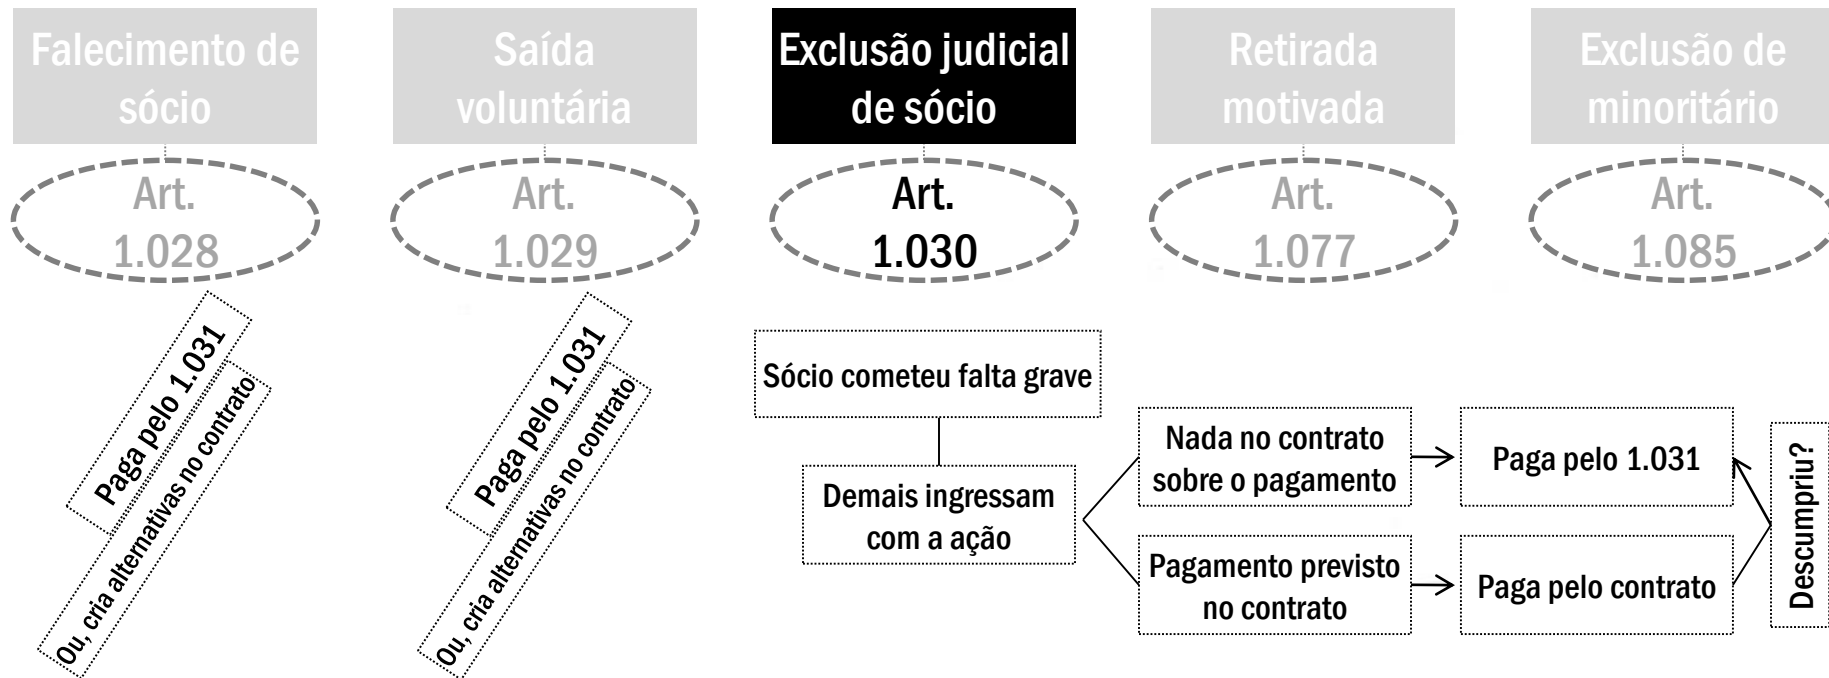 Falecimento de
sócio
Saída
voluntária
Exclusão judicial
de sócio
Retirada
motivada
Exclusão de
minoritário
Art.
1.028
Art.
1.029
Art.
1.030
Art.
1.077
Art.
1.085
Paga pelo 1.031
Ou, cria alternativas no contrato
Paga pelo 1.031
Ou, cria alternativas no contrato
Sócio cometeu falta grave
Demais ingressam
com a ação
Nada no contrato
sobre o pagamento
Paga pelo 1.031
Pagamento previsto
no contrato
Paga pelo contrato
Descumpriu?